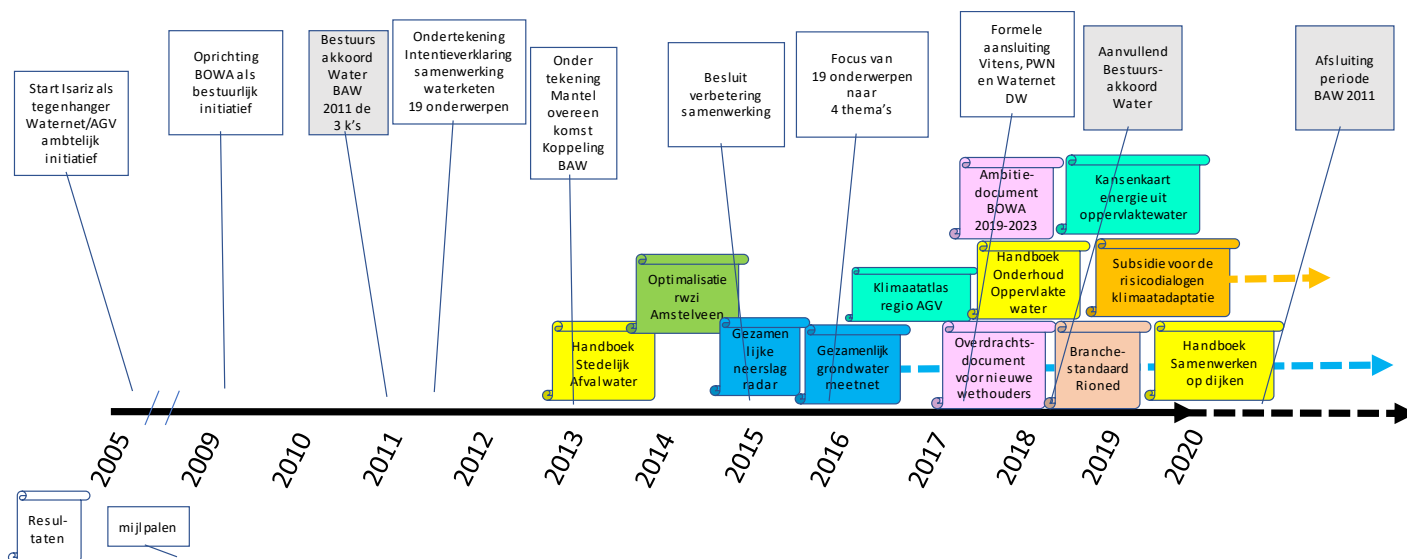 Start Isariz als
tegenhanger
Waternet/AGV
ambtelijk
initiatief
Oprichting
BOWA als
bestuurlijk
initiatief
Bestuurs
akkoord
Water
BAW
2011 de
3 k's
Ondertekening
Intentieverklaring
samenwerking
waterketen
19 onderwerpen
Onder
tekening
Mantel
overeen
komst
Koppeling
BAW
Besluit
verbetering
samenwerking
Focus van
19 onderwerpen
naar
4 thema's
Formele
aansluiting
Vitens, PWN
en Waternet
DW
Aanvullend
Bestuurs-
akkoord
Water
Afsluiting
periode
BAW 2011
Ambitie-
document
BOWA
2019-2023
Kansenkaart
energie uit
oppervlaktewater
Optimalisatie
rwzi
Amstelveen
Klimaatatlas
regio AGV
Handboek
Onderhoud
Oppervlakte
water
Subsidie voor de
risicodialogen
klimaatadaptatie
Handboek
Stedelijk
Afvalwater
Gezamen
lijke
neerslag
radar
Gezamenlijk
grondwater
meetnet
Overdrachts-
document
voor nieuwe
wethouders
Branche-
standaard
Rioned
Handboek
Samenwerken
op dijken
2005
2009
2010
2011
2012
2013
2014
2015
2016
2017
2018
2019
2020
Resul-
taten
mijlpalen